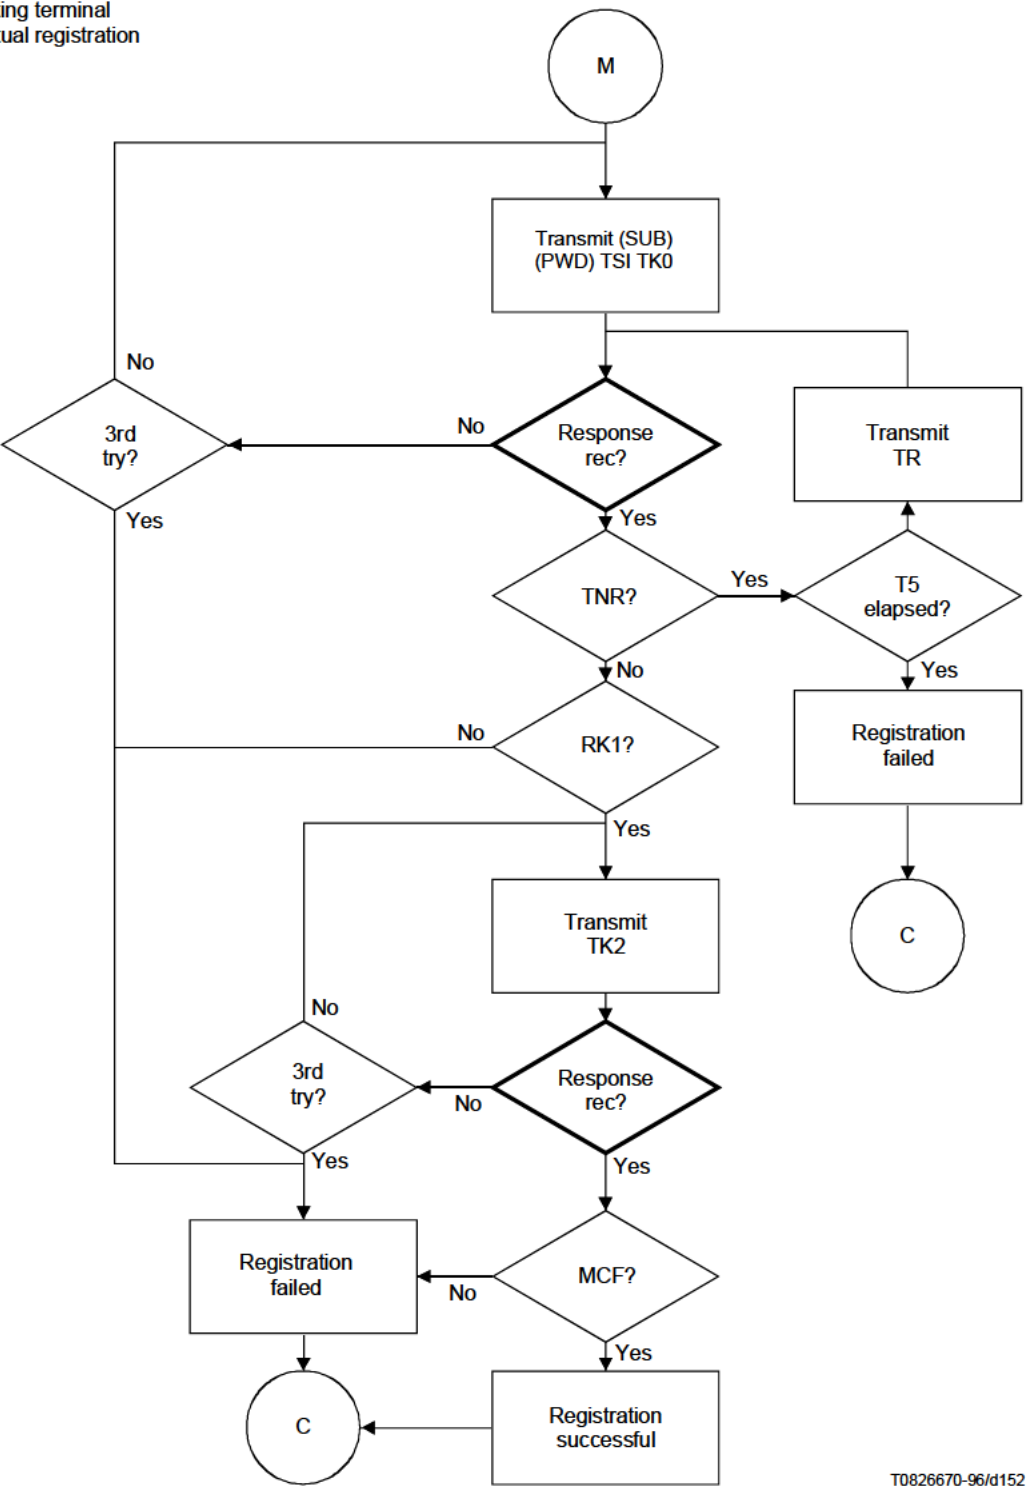 ting terminal
tual registration
M
Transmit (SUB)
(PWD) TSI TK0
No
3rd
try?
No
Response
rec?
Transmit
TR
Yes
Yes
TNR?
Yes
T5
elapsed?
No
Yes
No
RK1?
Registration
failed
Yes
Transmit
TK2
C
No
3rd
try?
No
Response
rec?
Yes
Yes
Registration
failed
No
MCF?
Yes
C
Registration
successful
T0826670-96/d152